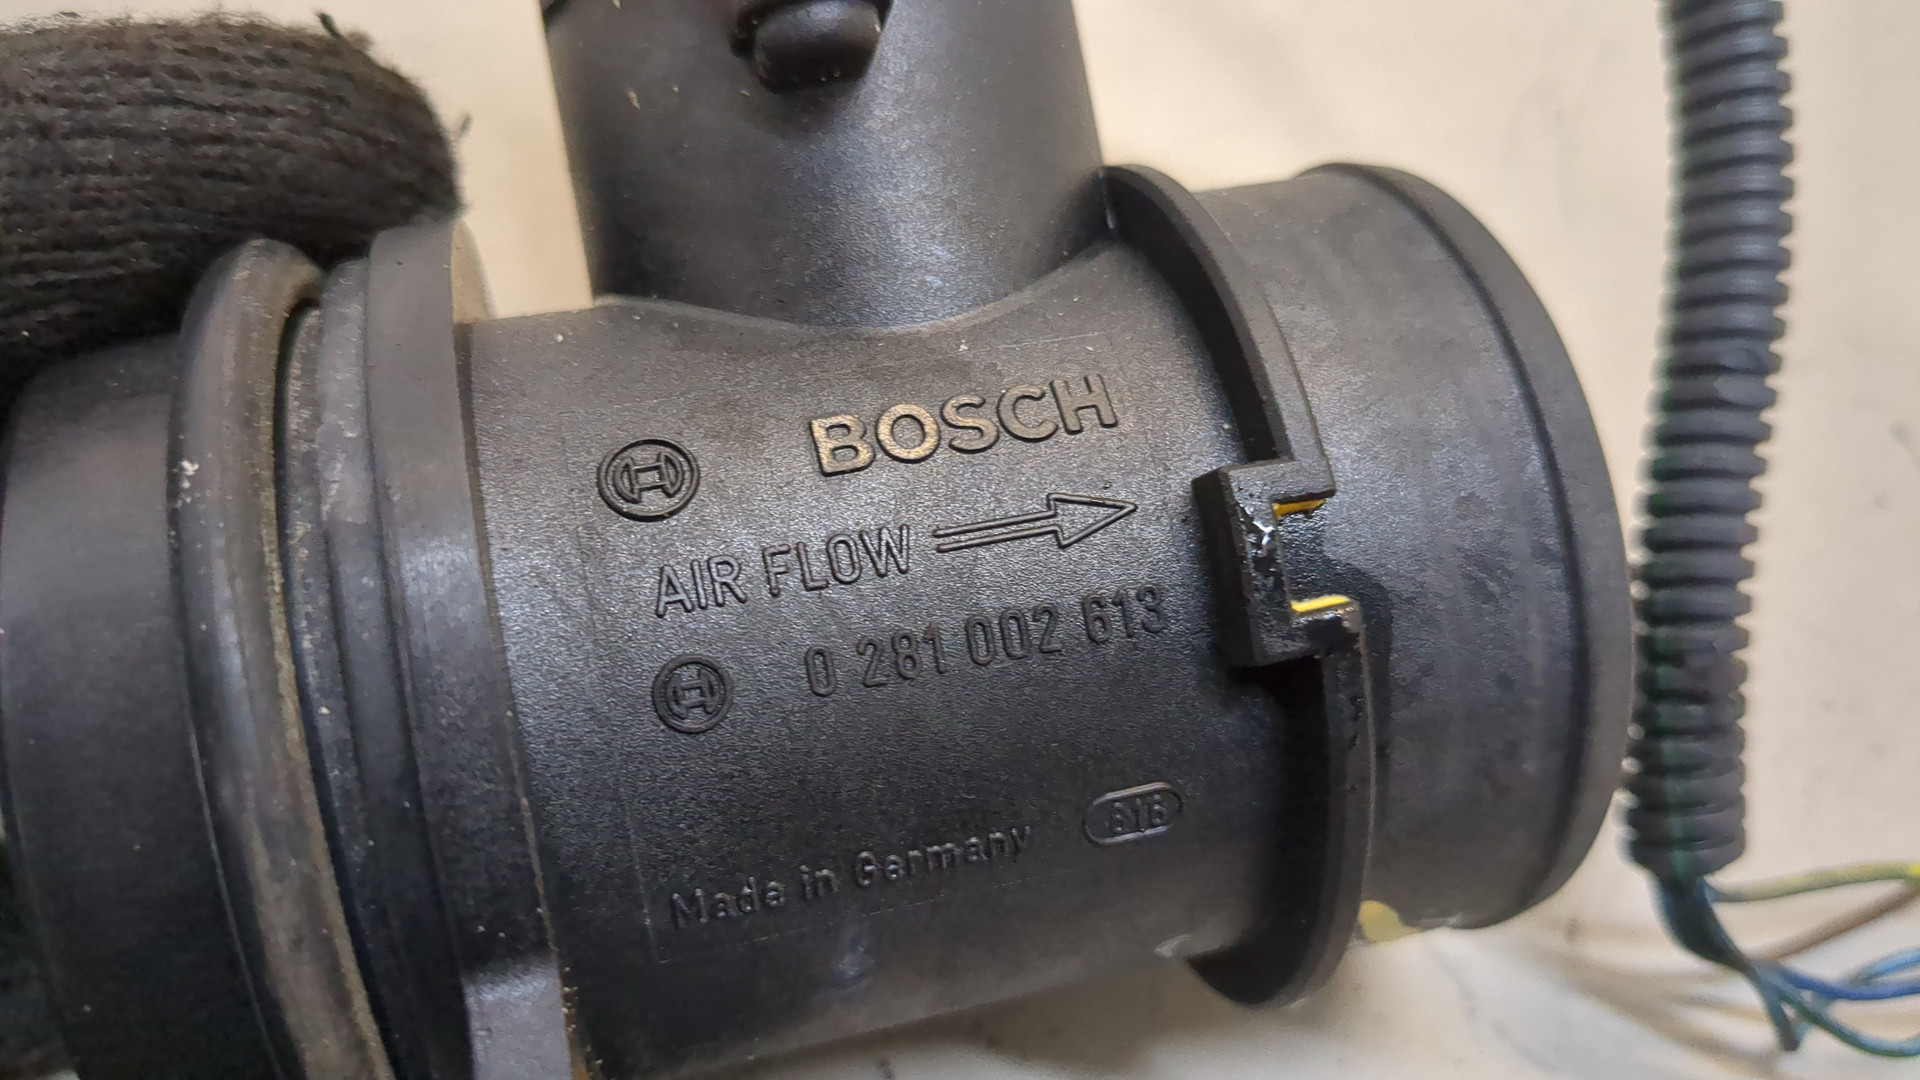 BOSCH
AIR FLOW
0 281 002 613
Made in Germany